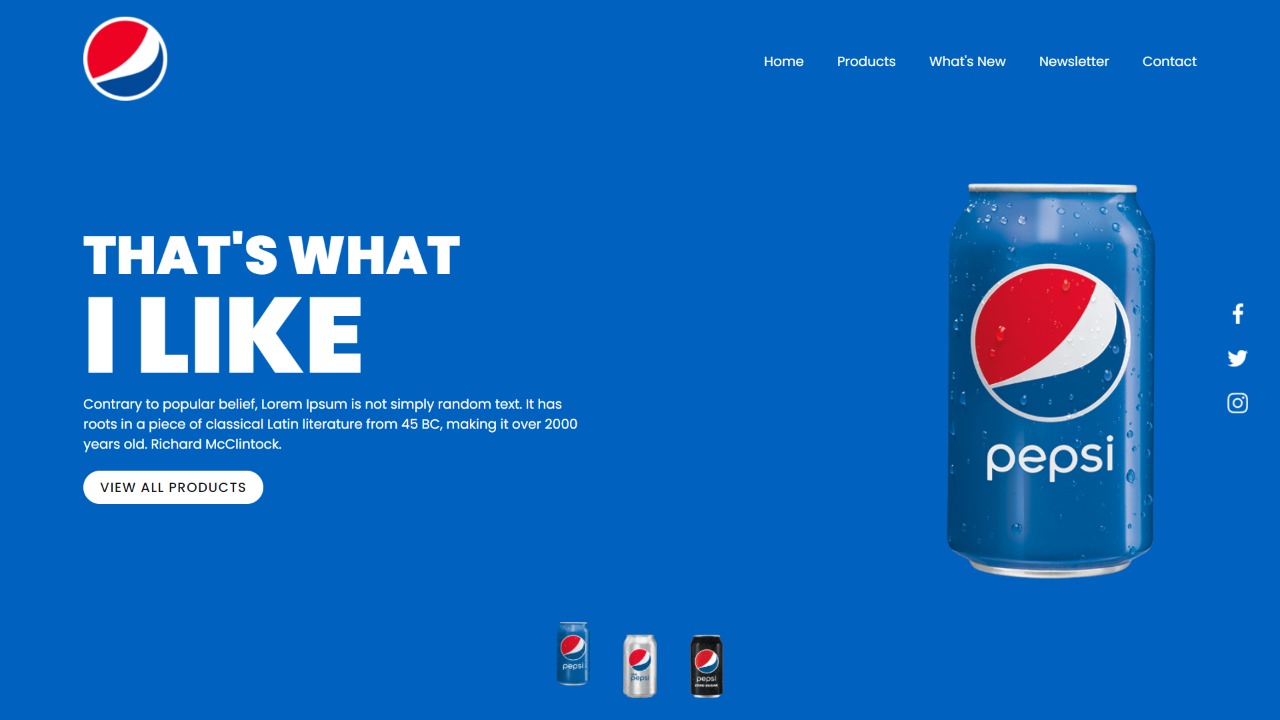 Home Products What's New Newsletter Contact
THAT'S WHAT
I LIKE
Contrary to popular belief, Lorem Ipsum is not simply random text. It has
roots in a piece of classical Latin literature from 45 BC, making it over 2000
years old. Richard McClintock.
VIEW ALL PRODUCTS
pepsi
pepsi
pepsi
pepsi
ZERO SUGAR